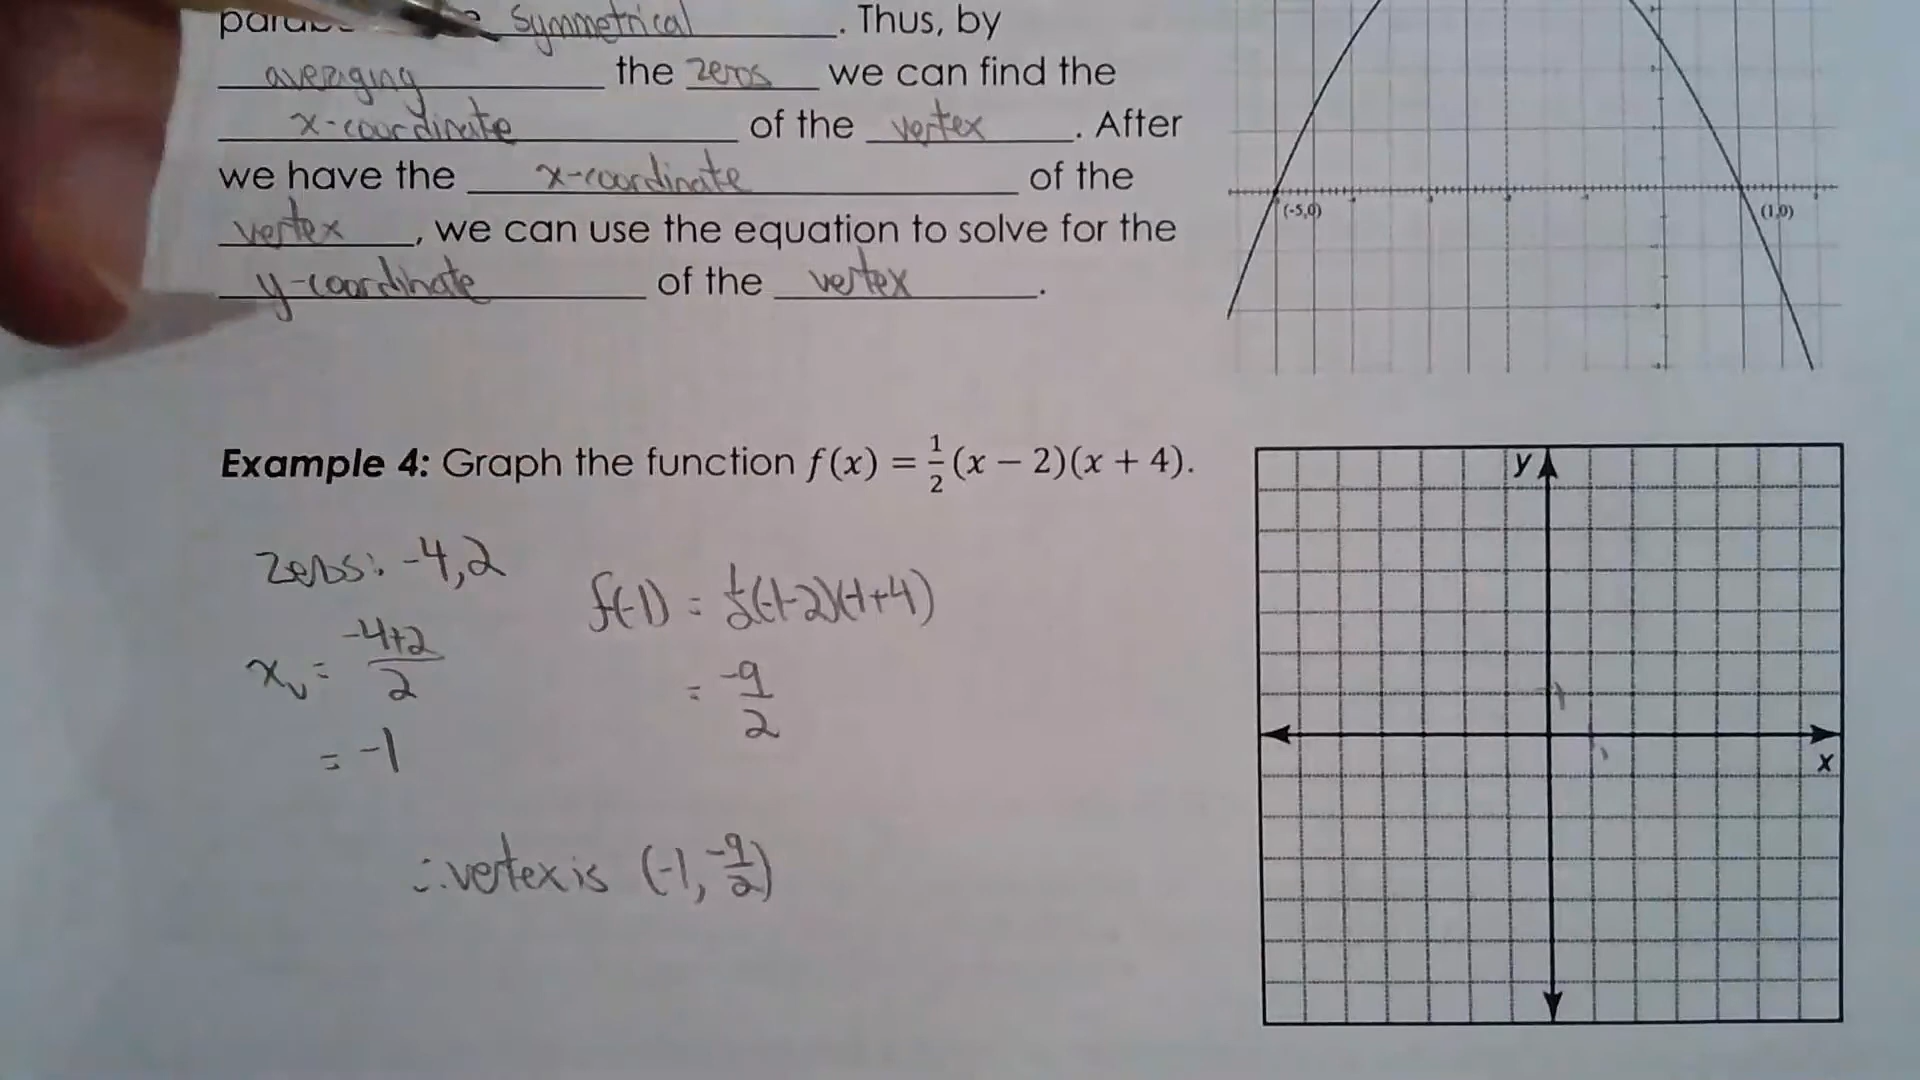 symmetrical. Thus, by
averaging the zeros we can find the
x-coordinate of the vertex. After
we have the x-coordinate of the
vertex, we can use the equation to solve for the
y-coordinate of the vertex.
(-5,0)
(1,0)
Example 4: Graph the function f(x) = 1/2 (x − 2)(x + 4).
zeros: -4,2
f(-1) = 1/2(-1-2)(-1+4)
x_v = (-4+2)/2
= -9/2
= -1
∴ vertex is (-1, -9/2)
y
1
1
x